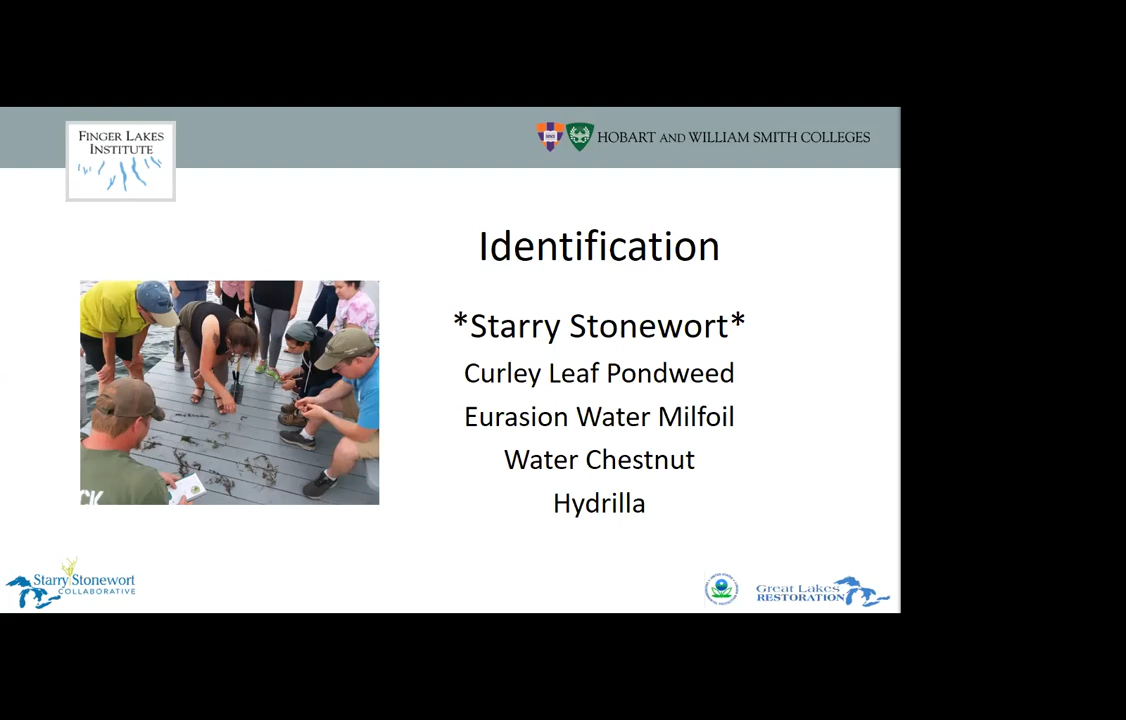 FINGER LAKES
INSTITUTE
HOBART AND WILLIAM SMITH COLLEGES
Identification
*Starry Stonewort*
Curley Leaf Pondweed
Eurasion Water Milfoil
Water Chestnut
Hydrilla
CK
Starry Stonewort
COLLABORATIVE
Great Lakes
RESTORATION